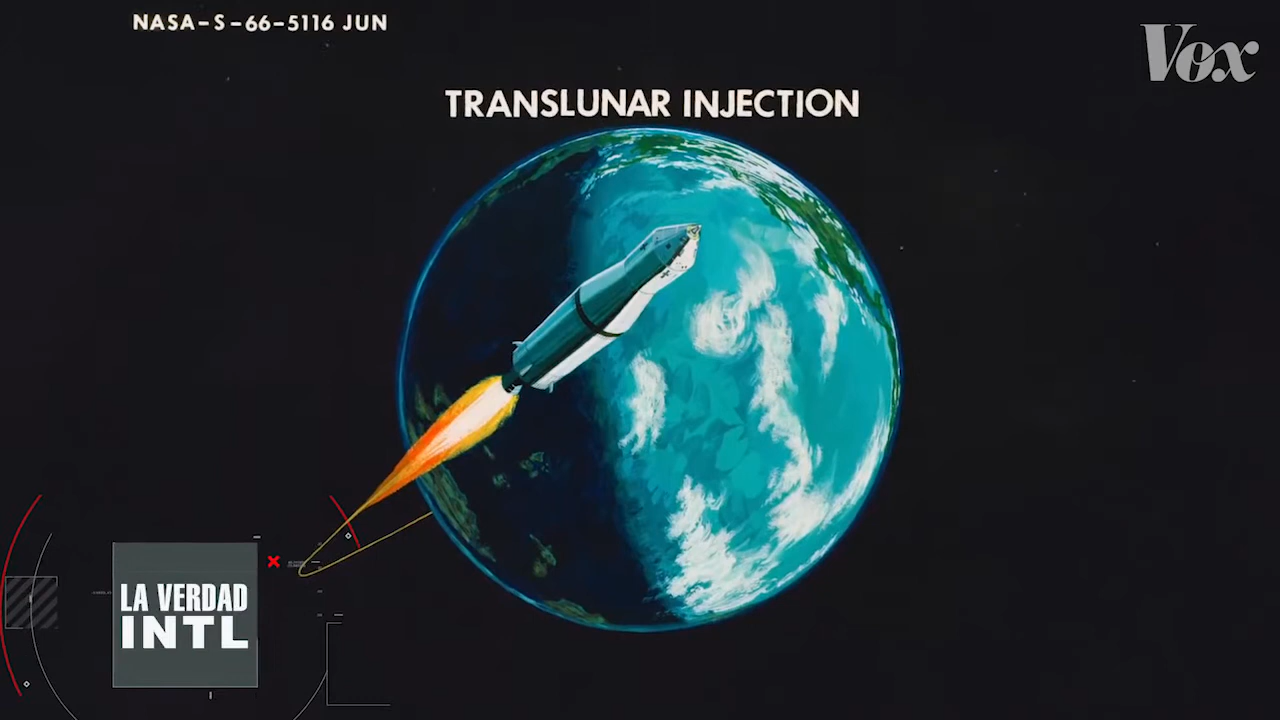 NASA-S-66-5116 JUN
Vox
TRANSLUNAR INJECTION
LA VERDAD
INTL